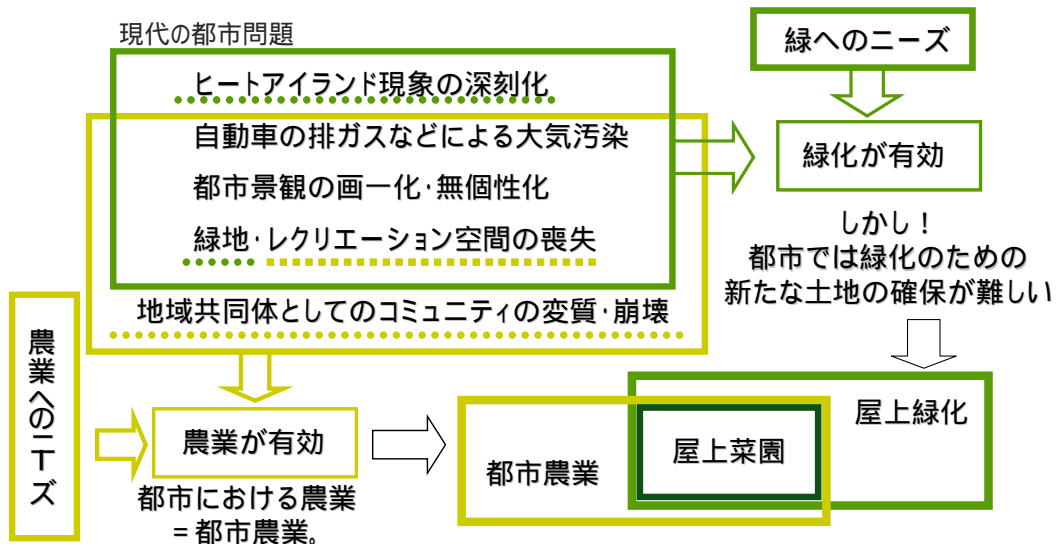 現代の都市問題
ヒートアイランド現象の深刻化
自動車の排ガスなどによる大気汚染
都市景観の画一化・無個性化
緑地・レクリエーション空間の喪失
地域共同体としてのコミュニティの変質・崩壊
緑へのニーズ
緑化が有効
しかし！
都市では緑化のための
新たな土地の確保が難しい
農業へのニーズ
農業が有効
都市における農業
＝都市農業。
都市農業
屋上菜園
屋上緑化